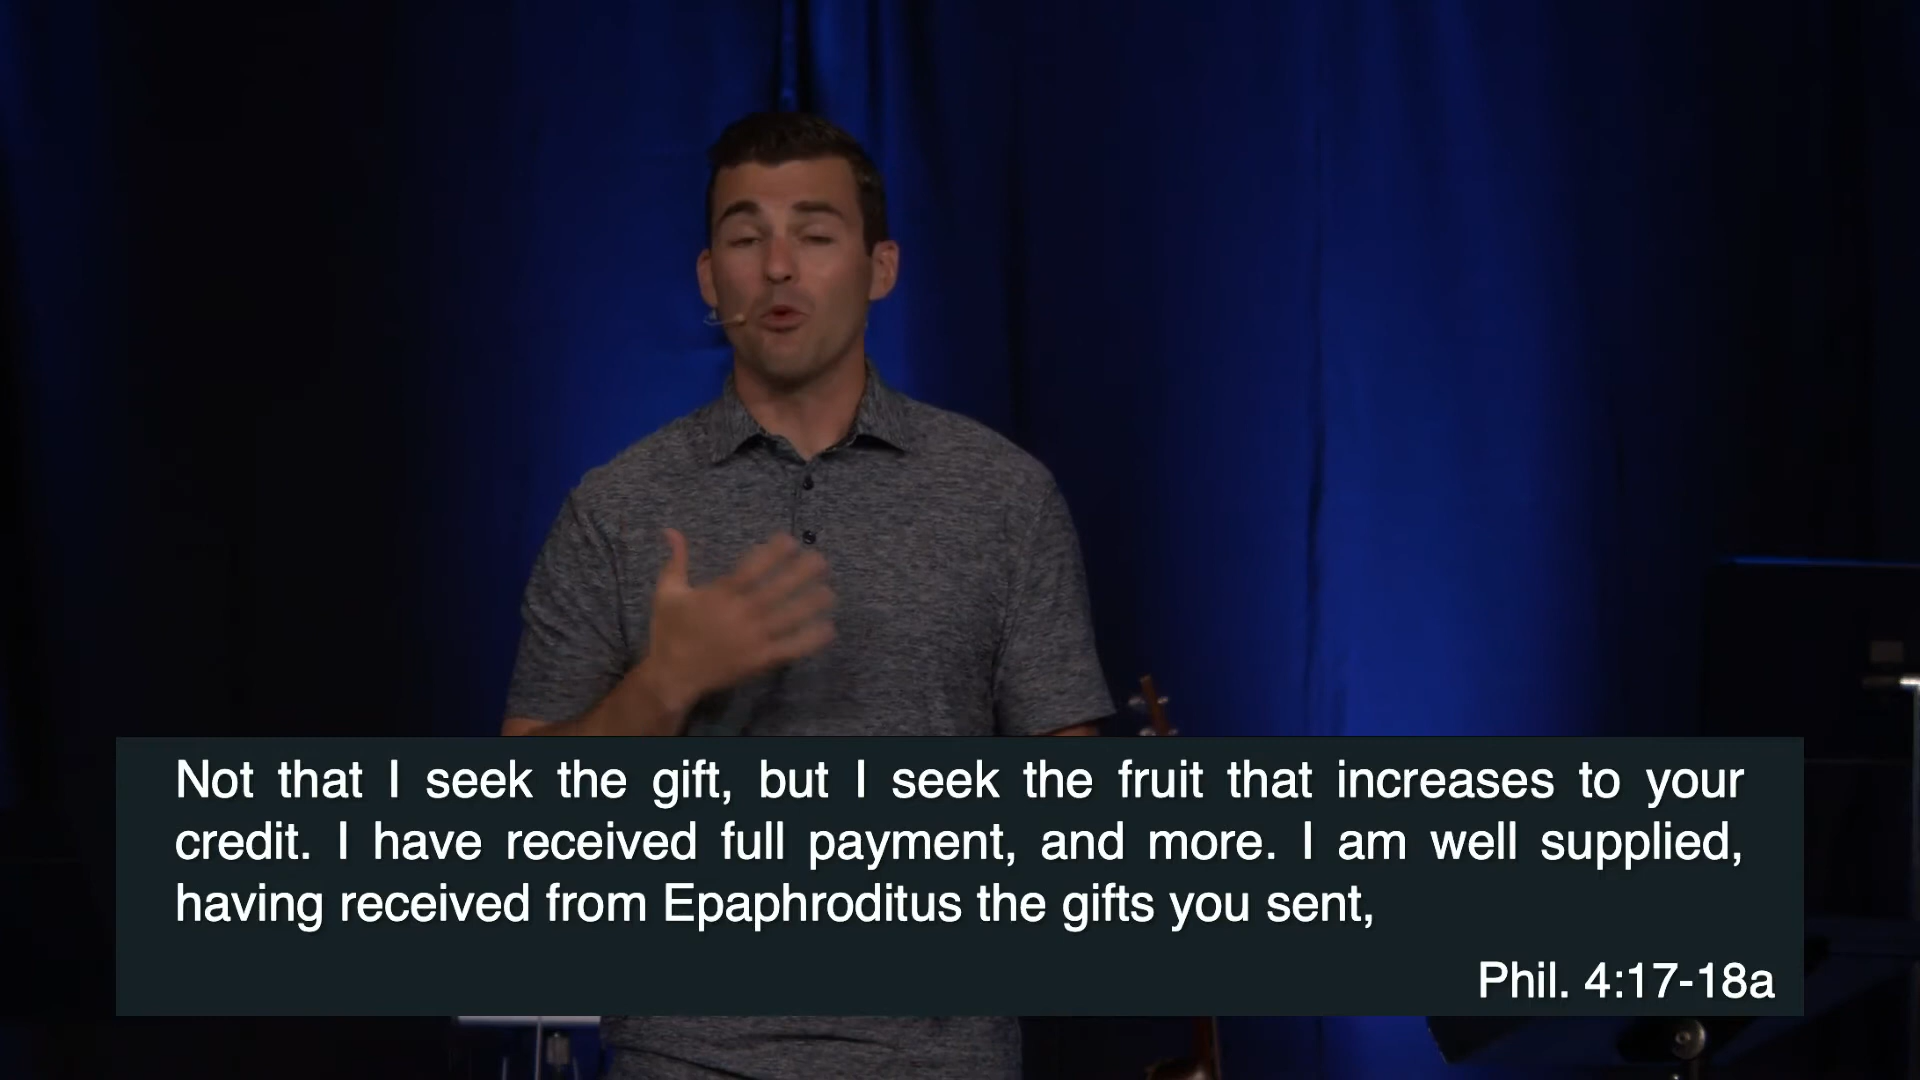 Not that I seek the gift, but I seek the fruit that increases to your
credit. I have received full payment, and more. I am well supplied,
having received from Epaphroditus the gifts you sent,
Phil. 4:17-18a